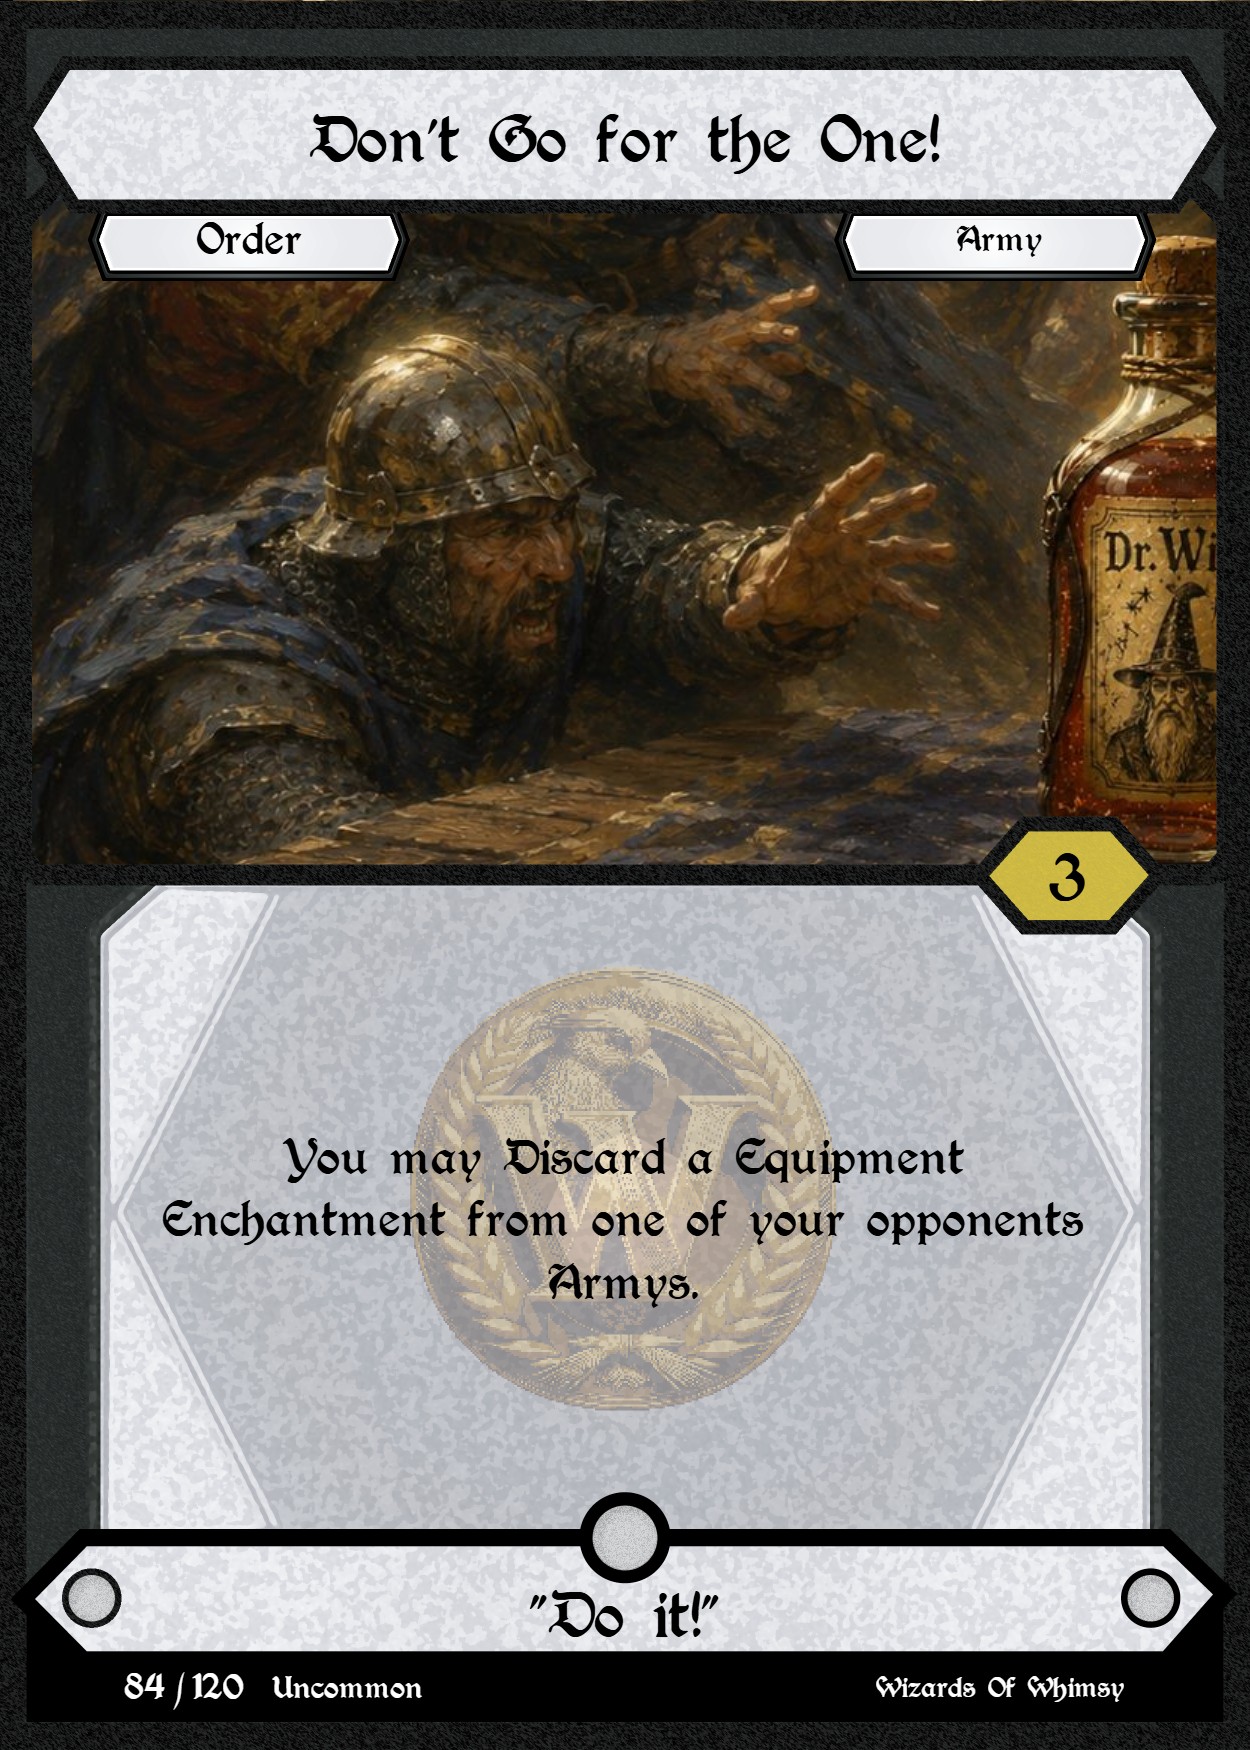 Don't Go for the One!
Order
Army
Dr. Wi
3
W
You may Discard a Equipment
Enchantment from one of your opponents
Armys.
"Do it!"
84 / 120 Uncommon
Wizards Of Whimsy